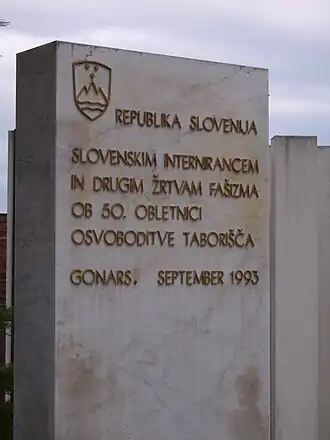 REPUBLIKA SLOVENIJA
SLOVENSKIM INTERNIRANCEM
IN DRUGIM ŽRTVAM FAŠIZMA
OB 50. OBLETNICI
OSVOBODITVE TABORIŠČA
GONARS, SEPTEMBER 1993